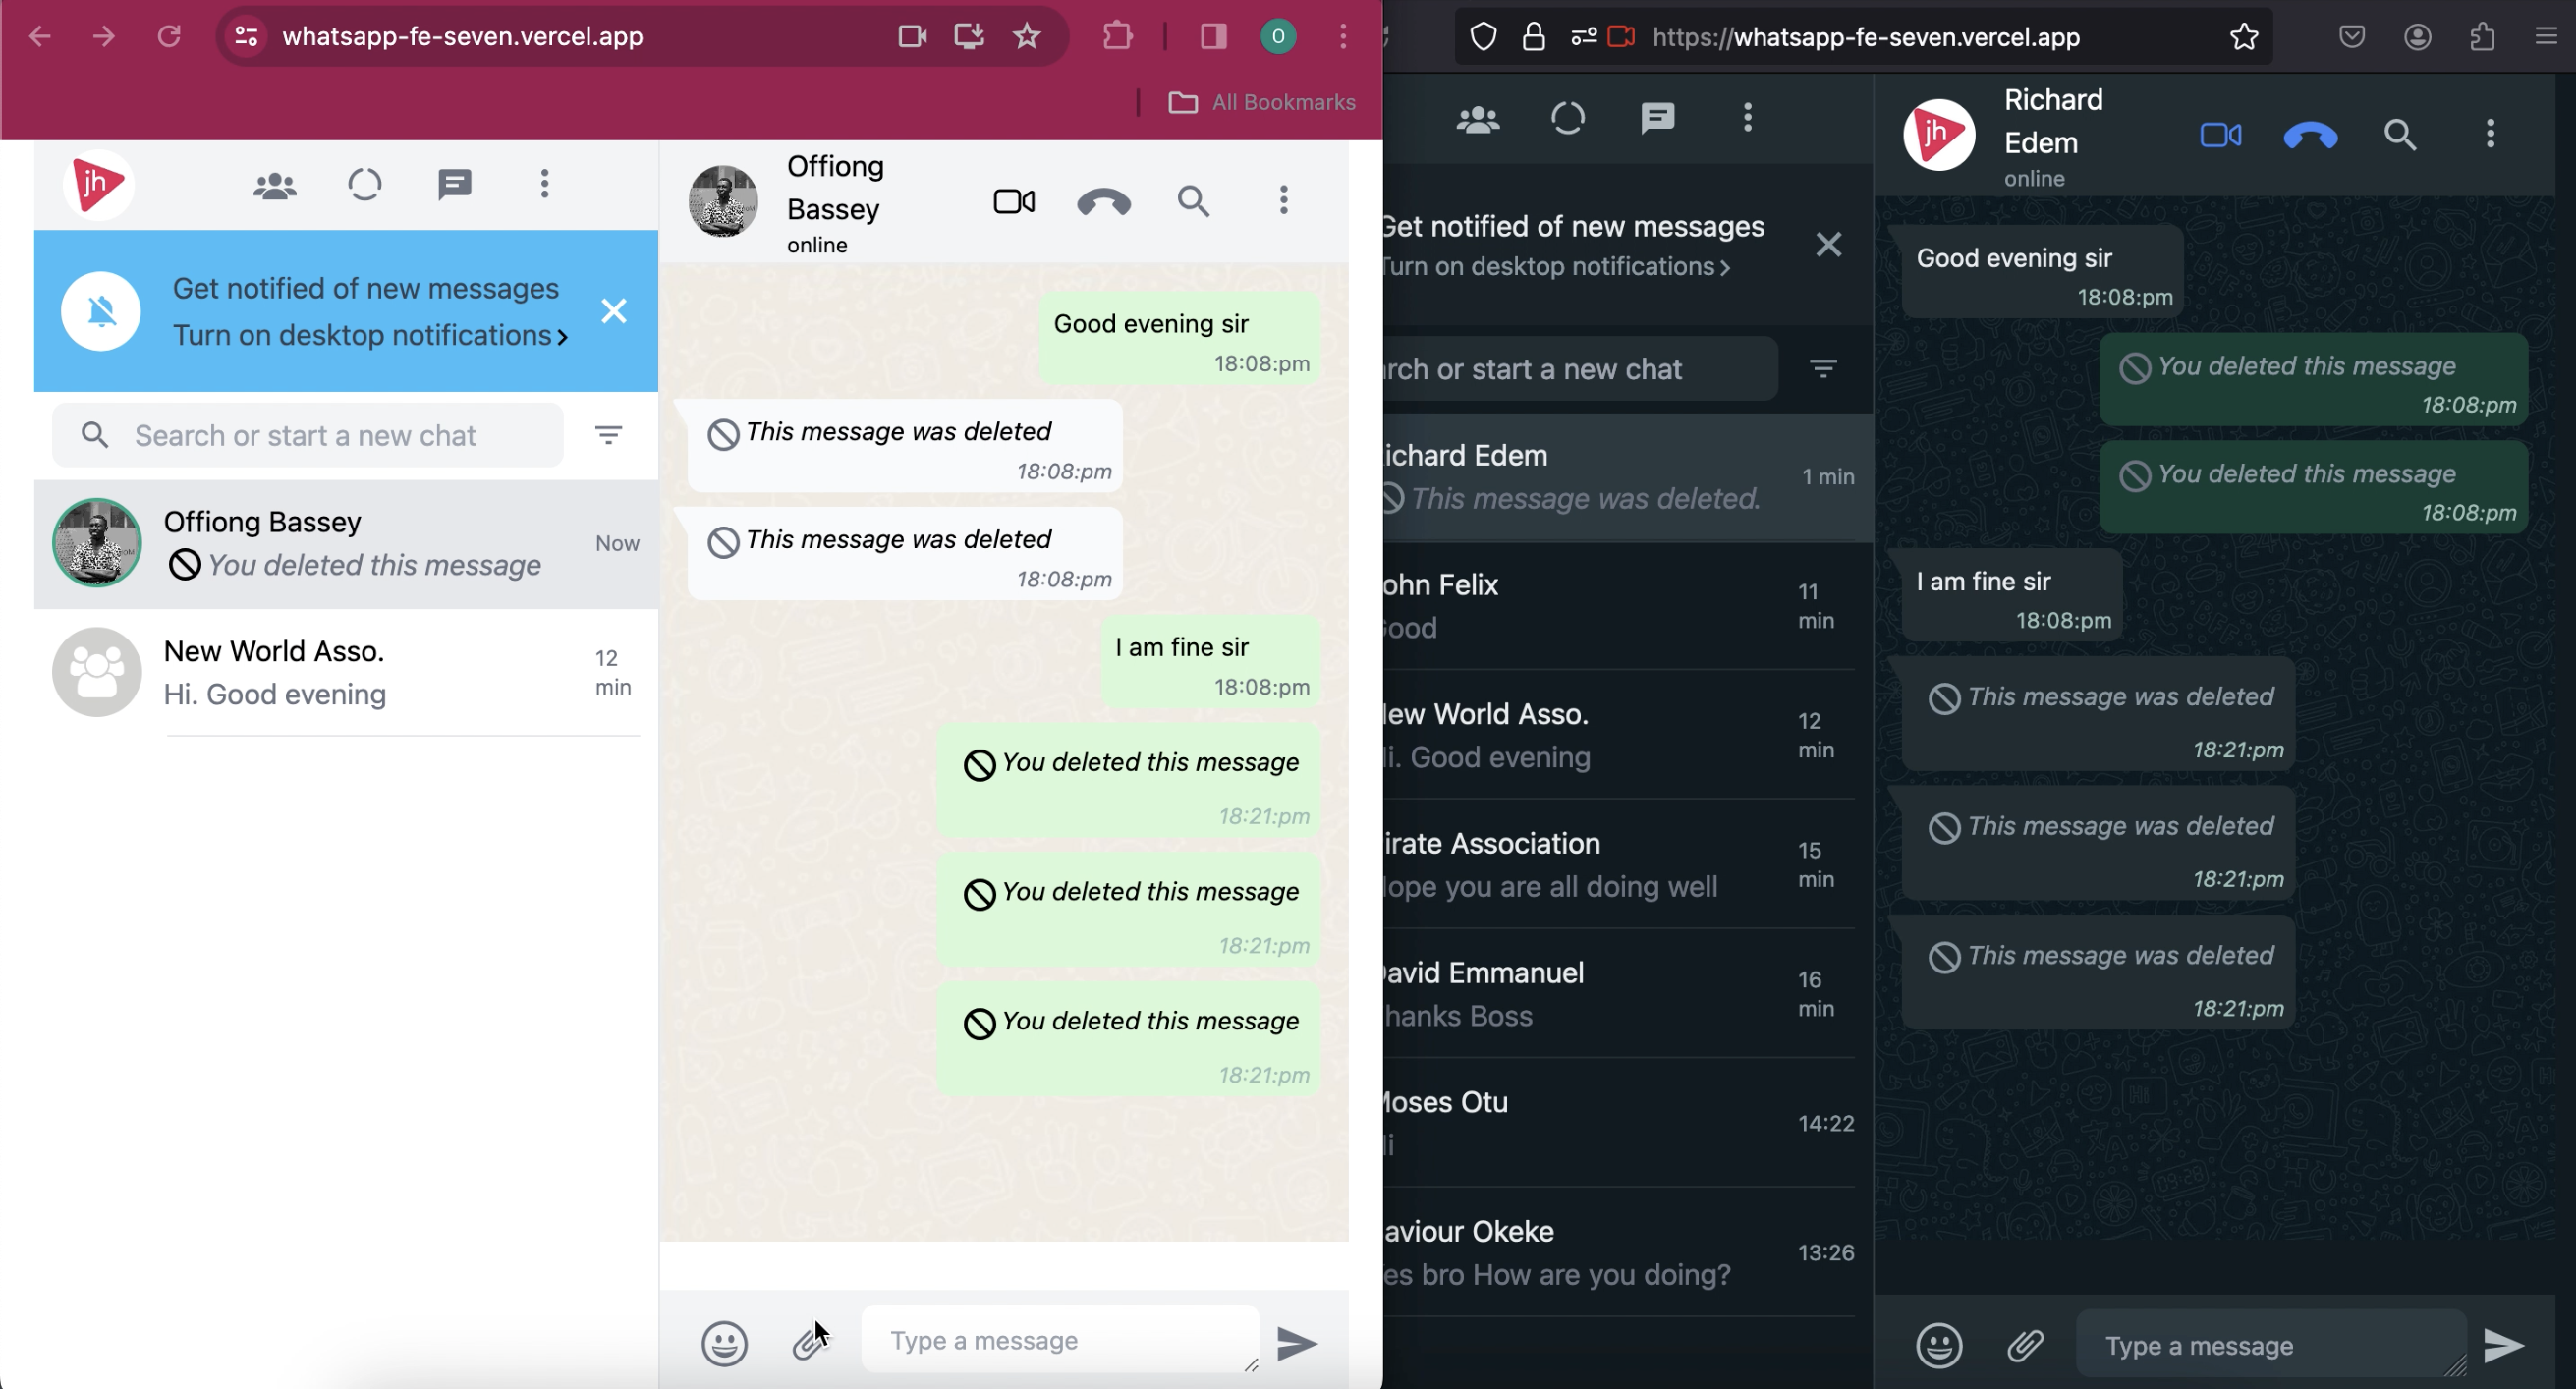 whatsapp-fe-seven.vercel.app
O
All Bookmarks
jh
Get notified of new messages
Turn on desktop notifications
Search or start a new chat
Offiong Bassey
You deleted this message
Now
New World Asso.
Hi. Good evening
12
min
Offiong
Bassey
online
Good evening sir
18:08:pm
This message was deleted
18:08:pm
This message was deleted
18:08:pm
I am fine sir
18:08:pm
You deleted this message
18:21:pm
You deleted this message
18:21:pm
You deleted this message
18:21:pm
Type a message
https://whatsapp-fe-seven.vercel.app
Get notified of new messages
Turn on desktop notifications
rch or start a new chat
ichard Edem
This message was deleted.
1 min
ohn Felix
ood
11
min
ew World Asso.
i. Good evening
12
min
irate Association
ope you are all doing well
15
min
avid Emmanuel
hanks Boss
16
min
oses Otu
i
14:22
aviour Okeke
es bro How are you doing?
13:26
jh
Richard
Edem
online
Good evening sir
18:08:pm
You deleted this message
18:08:pm
You deleted this message
18:08:pm
I am fine sir
18:08:pm
This message was deleted
18:21:pm
This message was deleted
18:21:pm
This message was deleted
18:21:pm
Type a message